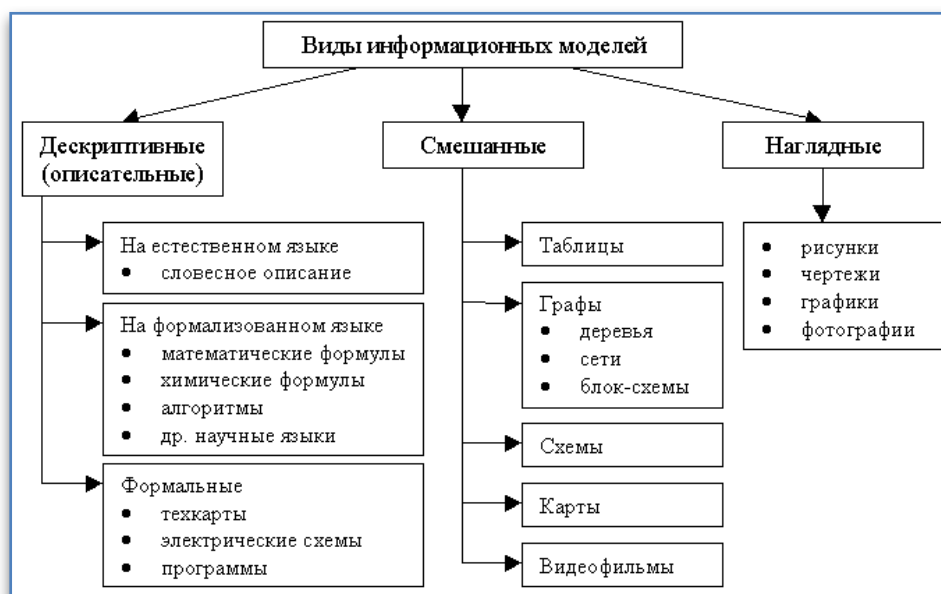 Виды информационных моделей
Дескриптивные
(описательные)
На естественном языке
• словесное описание
На формализованном языке
• математические формулы
• химические формулы
• алгоритмы
• др. научные языки
Формальные
• техкарты
• электрические схемы
• программы
Смешанные
Таблицы
Графы
• деревья
• сети
• блок-схемы
Схемы
Карты
Видеофильмы
Наглядные
• рисунки
• чертежи
• графики
• фотографии